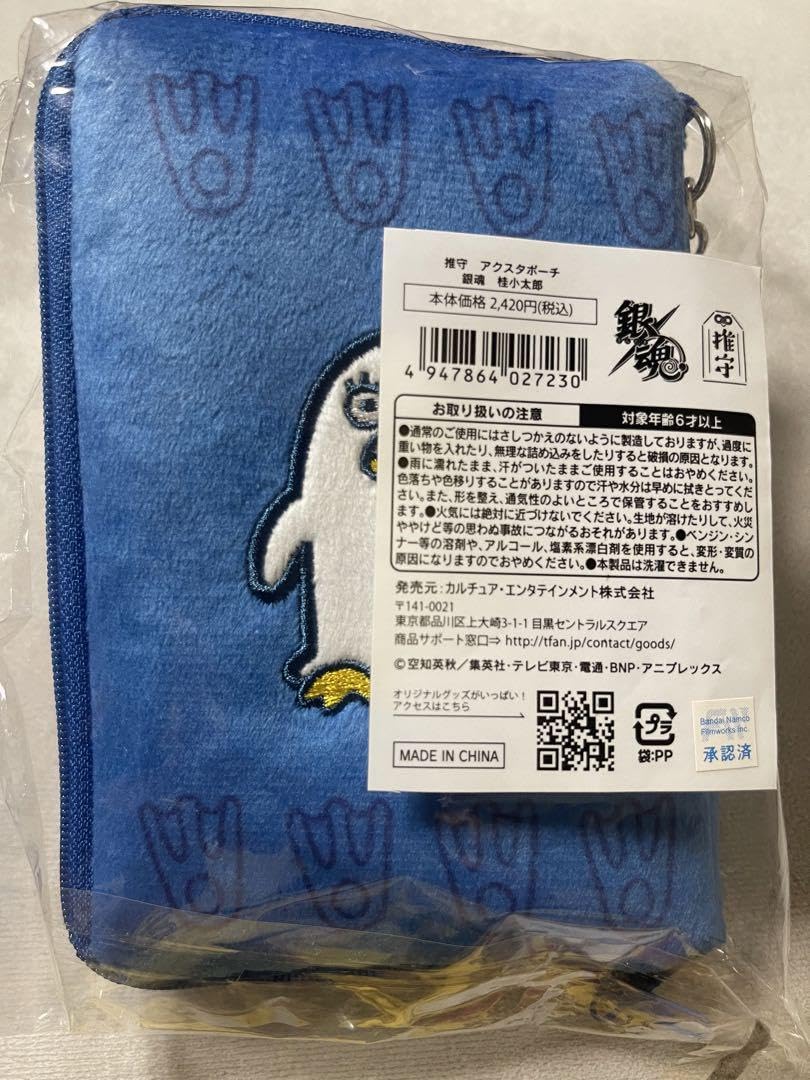 推守 アクスタポーチ
銀魂 桂小太郎
本体価格 2,420円(税込)
4 947864 027230
銀魂
推守
お取り扱いの注意
対象年齢6才以上
●通常のご使用にはさしつかえのないように製造しておりますが、過度に
重い物を入れたり、無理な詰め込みをしたりすると破損の原因となります。
●雨に濡れたまま、汗がついたままご使用することはおやめください。
色落ちや色移りすることがありますので汗や水分は早めに拭きとってくだ
さい。また、形を整え、通気性のよいところで保管することをおすすめし
ます。●火気には絶対に近づけないでください。生地が溶けたりして、火災
ややけど等の思わぬ事故につながるおそれがあります。●ベンジン・シン
ナー等の溶剤や、アルコール、塩素系漂白剤を使用すると、変形・変質の
原因になりますのでおやめください。●本製品は洗濯できません。
発売元:カルチュア・エンタテインメント株式会社
〒141-0021
東京都品川区上大崎3-1-1 目黒セントラルスクエア
商品サポート窓口⇒ http://tfan.jp/contact/goods/
©空知英秋/集英社・テレビ東京・電通・BNP・アニプレックス
オリジナルグッズがいっぱい!
アクセスはこちら
MADE IN CHINA
プラ
袋:PP
Bandai Namco
Filmworks Inc.
承認済